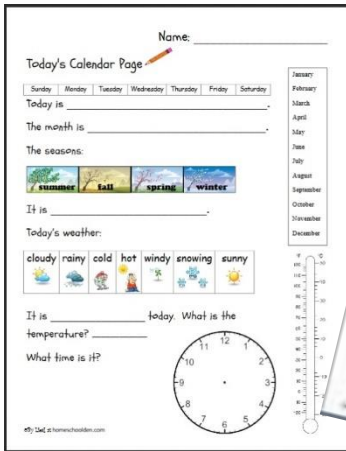 Name:
Today's Calendar Page
Sunday Monday Tuesday Wednesday Thursday Friday Saturday
Today is
The month is
The seasons:
summer fall spring winter
It is
Today's weather:
cloudy rainy cold hot windy snowing sunny
It is today. What is the
temperature?
What time is it?
January
February
March
April
May
June
July
August
September
October
November
December
12
1
2
3
4
5
6
7
8
9
10
11
homeschoolden.com